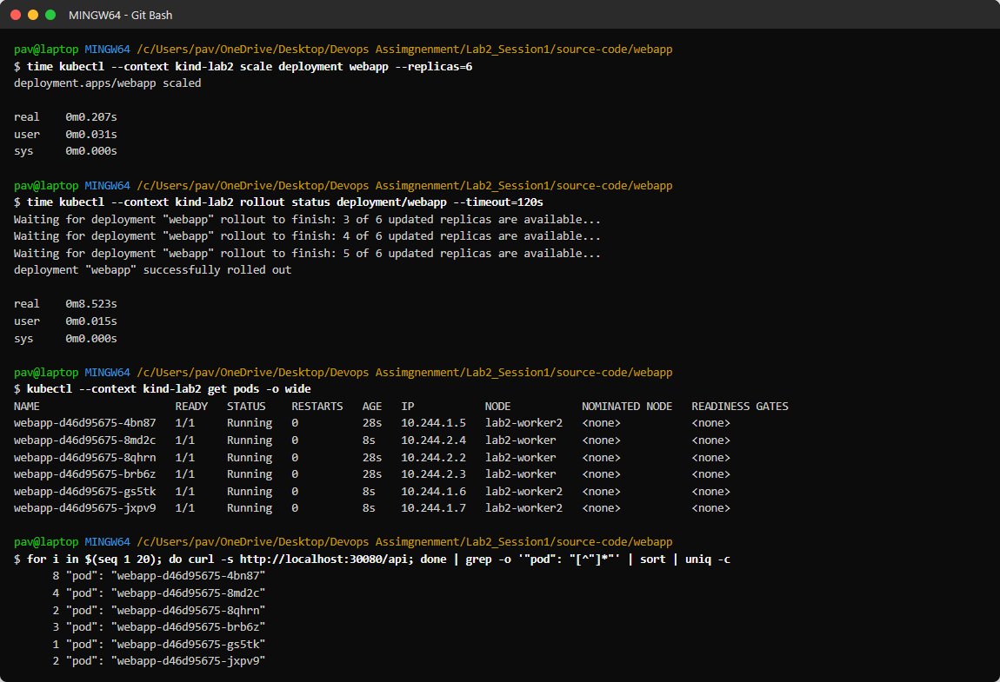 MINGW64 - Git Bash
pav@laptop MINGW64 /c/Users/pav/OneDrive/Desktop/Devops Assimgnenment/Lab2_Session1/source-code/webapp
$ time kubectl --context kind-lab2 scale deployment webapp --replicas=6
deployment.apps/webapp scaled
real    0m0.207s
user    0m0.031s
sys     0m0.000s
pav@laptop MINGW64 /c/Users/pav/OneDrive/Desktop/Devops Assimgnenment/Lab2_Session1/source-code/webapp
$ time kubectl --context kind-lab2 rollout status deployment/webapp --timeout=120s
Waiting for deployment "webapp" rollout to finish: 3 of 6 updated replicas are available...
Waiting for deployment "webapp" rollout to finish: 4 of 6 updated replicas are available...
Waiting for deployment "webapp" rollout to finish: 5 of 6 updated replicas are available...
deployment "webapp" successfully rolled out
real    0m8.523s
user    0m0.015s
sys     0m0.000s
pav@laptop MINGW64 /c/Users/pav/OneDrive/Desktop/Devops Assimgnenment/Lab2_Session1/source-code/webapp
$ kubectl --context kind-lab2 get pods -o wide
NAME                     READY   STATUS    RESTARTS   AGE   IP           NODE           NOMINATED NODE   READINESS GATES
webapp-d46d95675-4bn87   1/1     Running   0          28s   10.244.1.5   lab2-worker2   <none>           <none>
webapp-d46d95675-8md2c   1/1     Running   0          8s    10.244.2.4   lab2-worker    <none>           <none>
webapp-d46d95675-8qhrn   1/1     Running   0          28s   10.244.2.2   lab2-worker    <none>           <none>
webapp-d46d95675-brb6z   1/1     Running   0          28s   10.244.2.3   lab2-worker    <none>           <none>
webapp-d46d95675-gs5tk   1/1     Running   0          8s    10.244.1.6   lab2-worker2   <none>           <none>
webapp-d46d95675-jxpv9   1/1     Running   0          8s    10.244.1.7   lab2-worker2   <none>           <none>
pav@laptop MINGW64 /c/Users/pav/OneDrive/Desktop/Devops Assimgnenment/Lab2_Session1/source-code/webapp
$ for i in $(seq 1 20); do curl -s http://localhost:30080/api; done | grep -o '"pod": "[^"]*"' | sort | uniq -c
      8 "pod": "webapp-d46d95675-4bn87"
      4 "pod": "webapp-d46d95675-8md2c"
      2 "pod": "webapp-d46d95675-8qhrn"
      3 "pod": "webapp-d46d95675-brb6z"
      1 "pod": "webapp-d46d95675-gs5tk"
      2 "pod": "webapp-d46d95675-jxpv9"